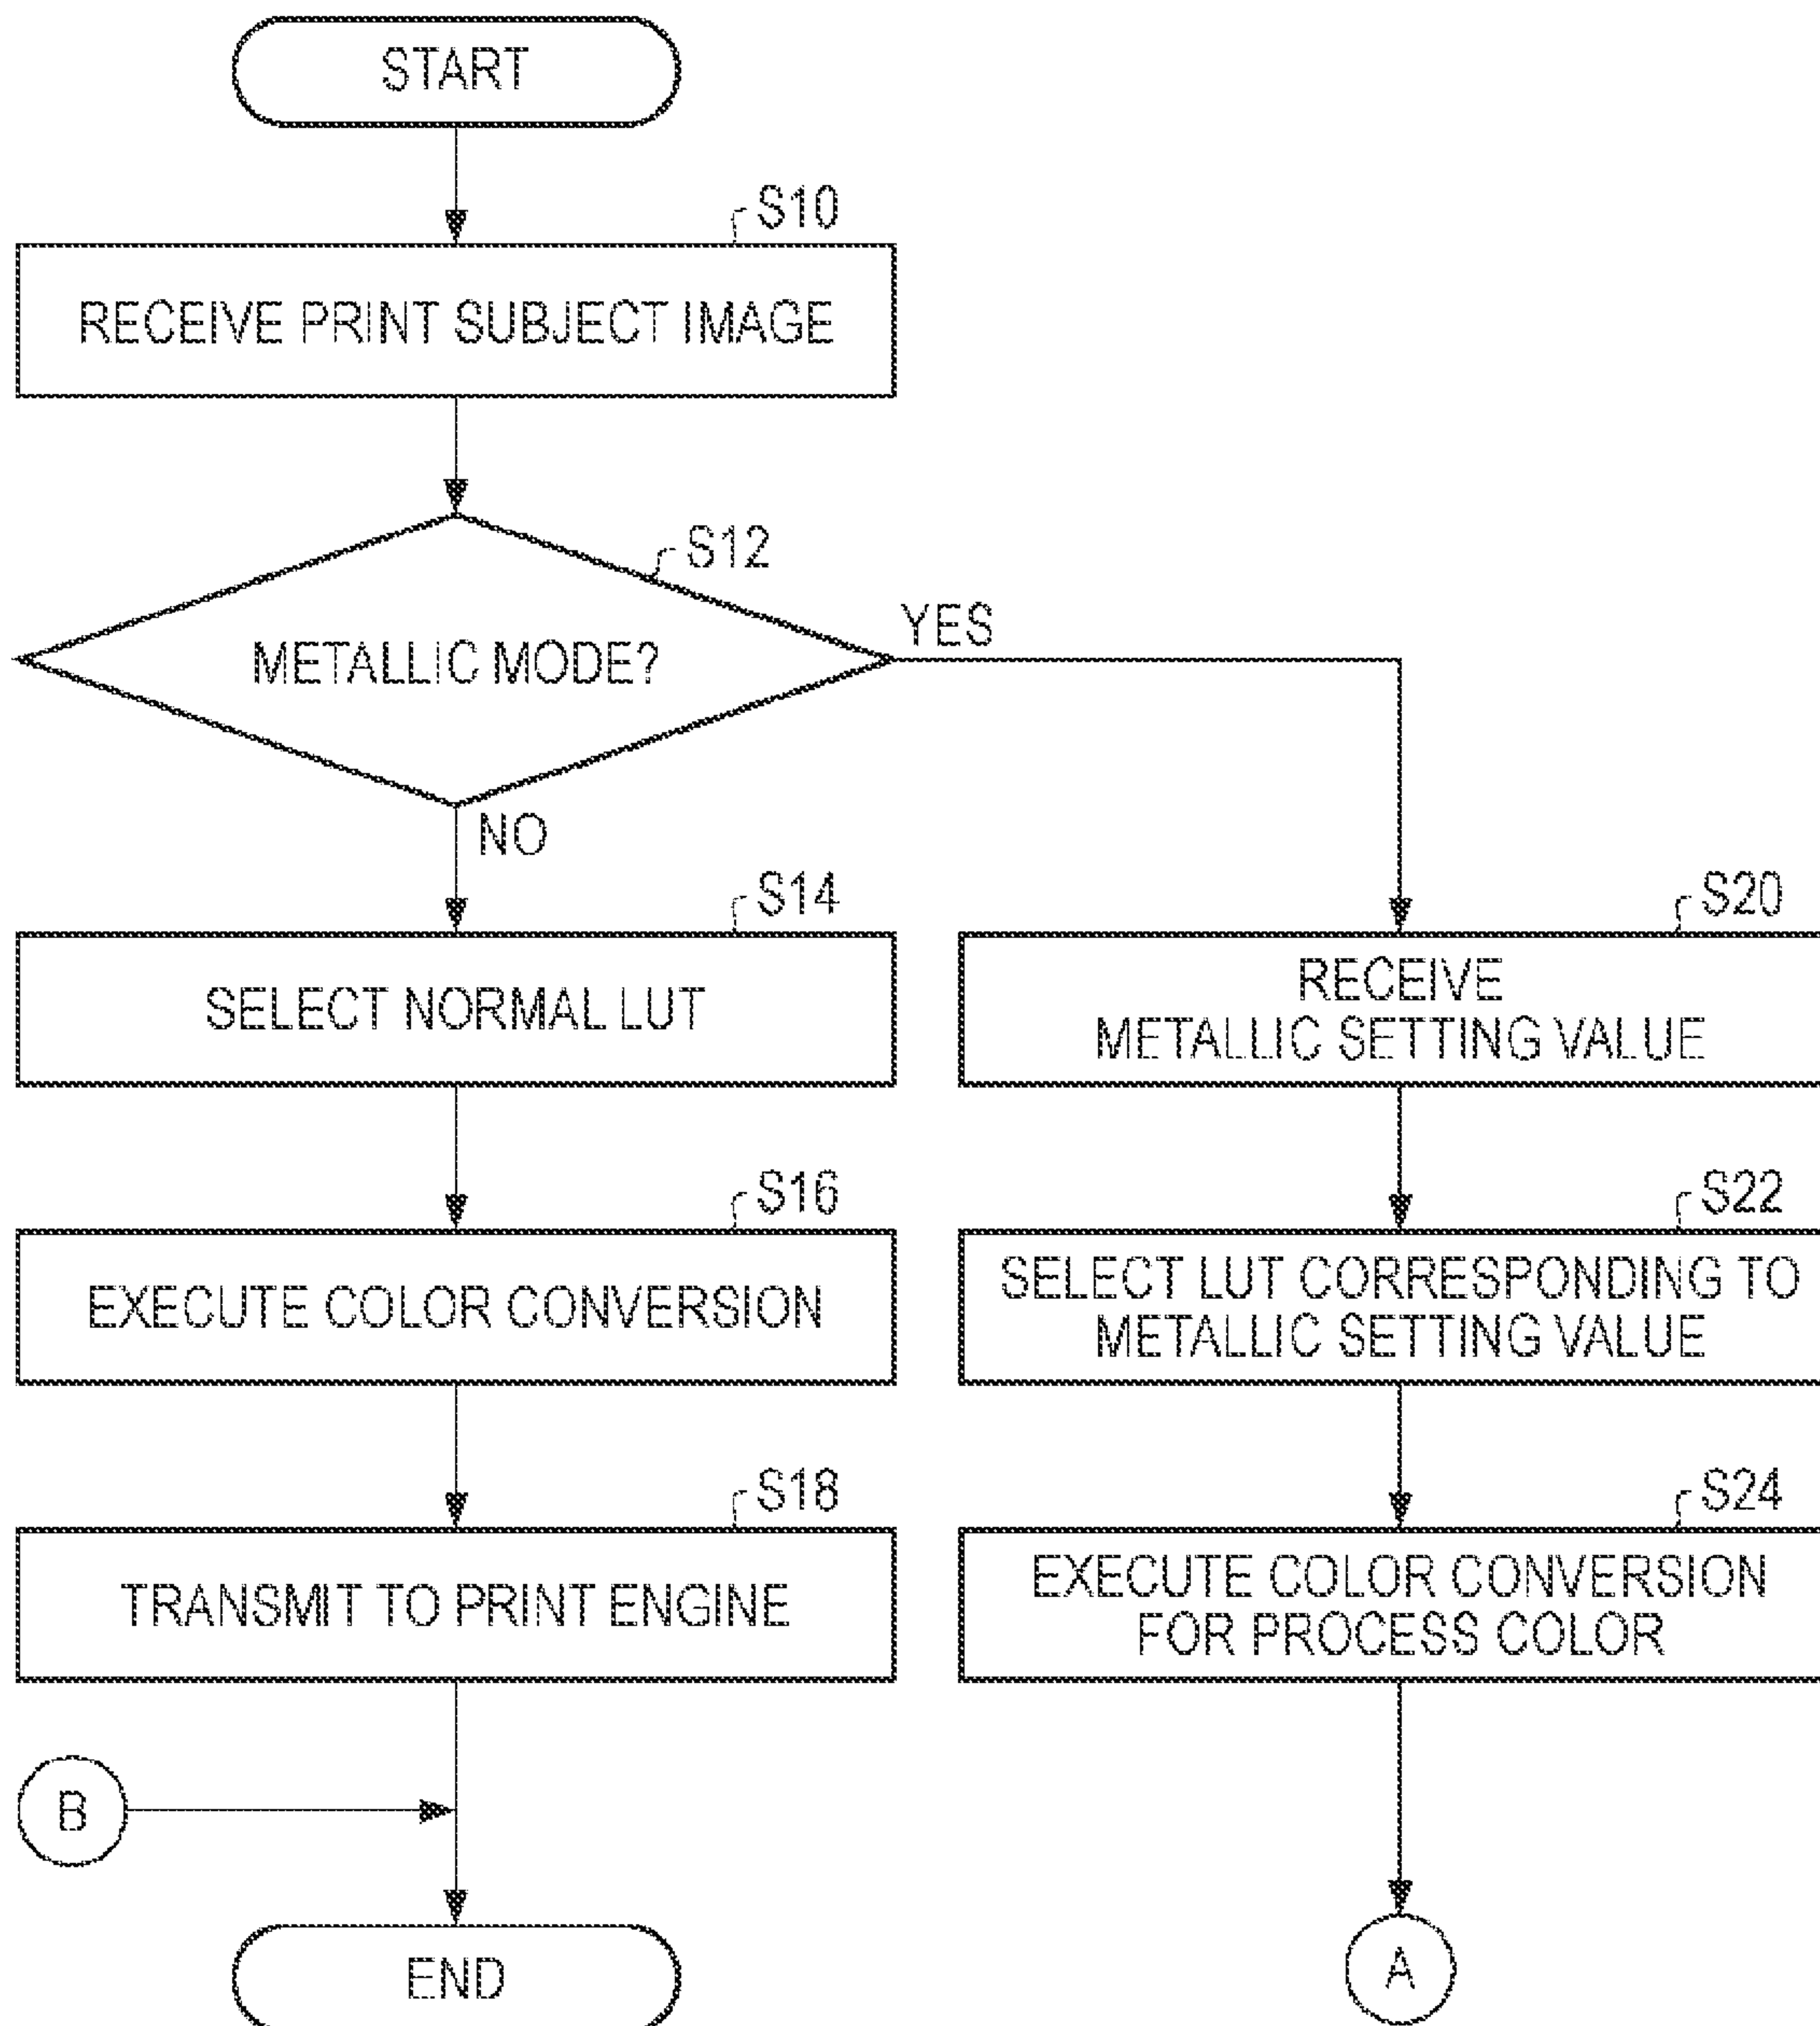 START
S10
RECEIVE PRINT SUBJECT IMAGE
S12
METALLIC MODE?
YES
NO
S14
SELECT NORMAL LUT
S16
EXECUTE COLOR CONVERSION
S18
TRANSMIT TO PRINT ENGINE
B
END
S20
RECEIVE
METALLIC SETTING VALUE
S22
SELECT LUT CORRESPONDING TO
METALLIC SETTING VALUE
S24
EXECUTE COLOR CONVERSION
FOR PROCESS COLOR
A